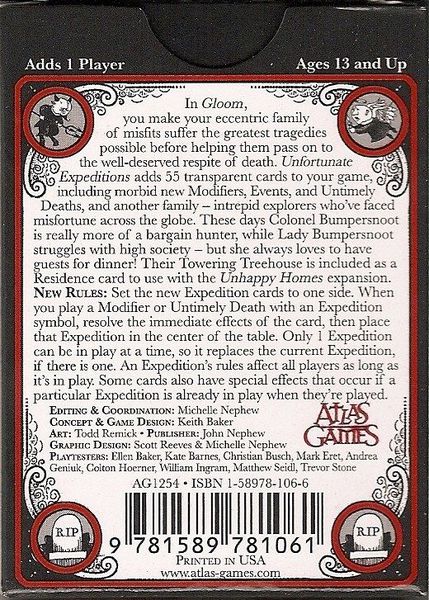 Adds 1 Player
Ages 13 and Up
In Gloom,
you make your eccentric family
of misfits suffer the greatest tragedies
possible before helping them pass on to
the well-deserved respite of death. Unfortunate
Expeditions adds 55 transparent cards to your game,
including morbid new Modifiers, Events, and Untimely
Deaths, and another family – intrepid explorers who've faced
misfortune across the globe. These days Colonel Bumpersnoot
is really more of a bargain hunter, while Lady Bumpersnoot
struggles with high society – but she always loves to have
guests for dinner! Their Towering Treehouse is included as a
Residence card to use with the Unhappy Homes expansion.
NEW RULES: Set the new Expedition cards to one side. When
you play a Modifier or Untimely Death with an Expedition
symbol, resolve the immediate effects of the card, then place
that Expedition in the center of the table. Only 1 Expedition
can be in play at a time, so it replaces the current Expedition,
if there is one. An Expedition's rules affect all players as long as
it's in play. Some cards also have special effects that occur if a
particular Expedition is already in play when they're played.
EDITING & COORDINATION: Michelle Nephew
CONCEPT & GAME DESIGN: Keith Baker
ART: Todd Remick • PUBLISHER: John Nephew
GRAPHIC DESIGN: Scott Reeves & Michelle Nephew
PLAYTESTERS: Ellen Baker, Kate Barnes, Christian Busch, Mark Eret, Andrea
Geniuk, Colton Hoerner, William Ingram, Matthew Seidl, Trevor Stone
ATLAS
GAMES
AG1254 • ISBN 1-58978-106-6
9 781589 781061
PRINTED IN USA
www.atlas-games.com
RIP
RIP